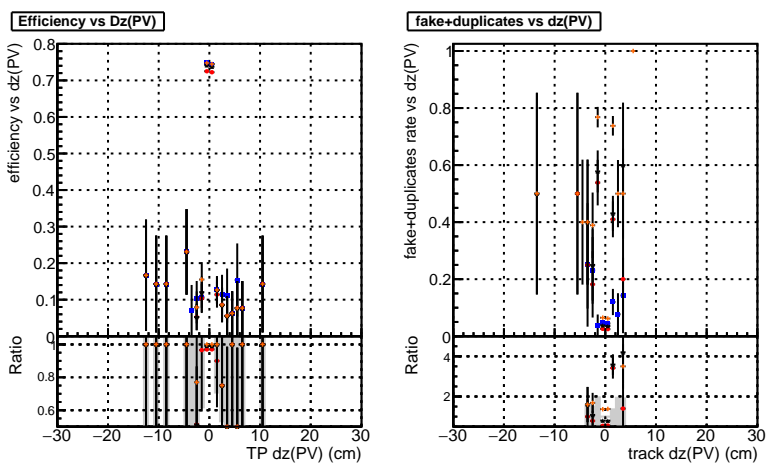 Efficiency vs Dz(PV)
efficiency vs dz(PV)
0.8
0.7
0.6
0.5
0.4
0.3
0.2
0.1
0
Ratio
1
0.8
0.6
−30 −20 −10 0 10 20 30
TP dz(PV) (cm)
fake+duplicates vs dz(PV)
fake+duplicates rate vs dz(PV)
1
0.8
0.6
0.4
0.2
0
Ratio
4
2
−30 −20 −10 0 10 20 30
track dz(PV) (cm)